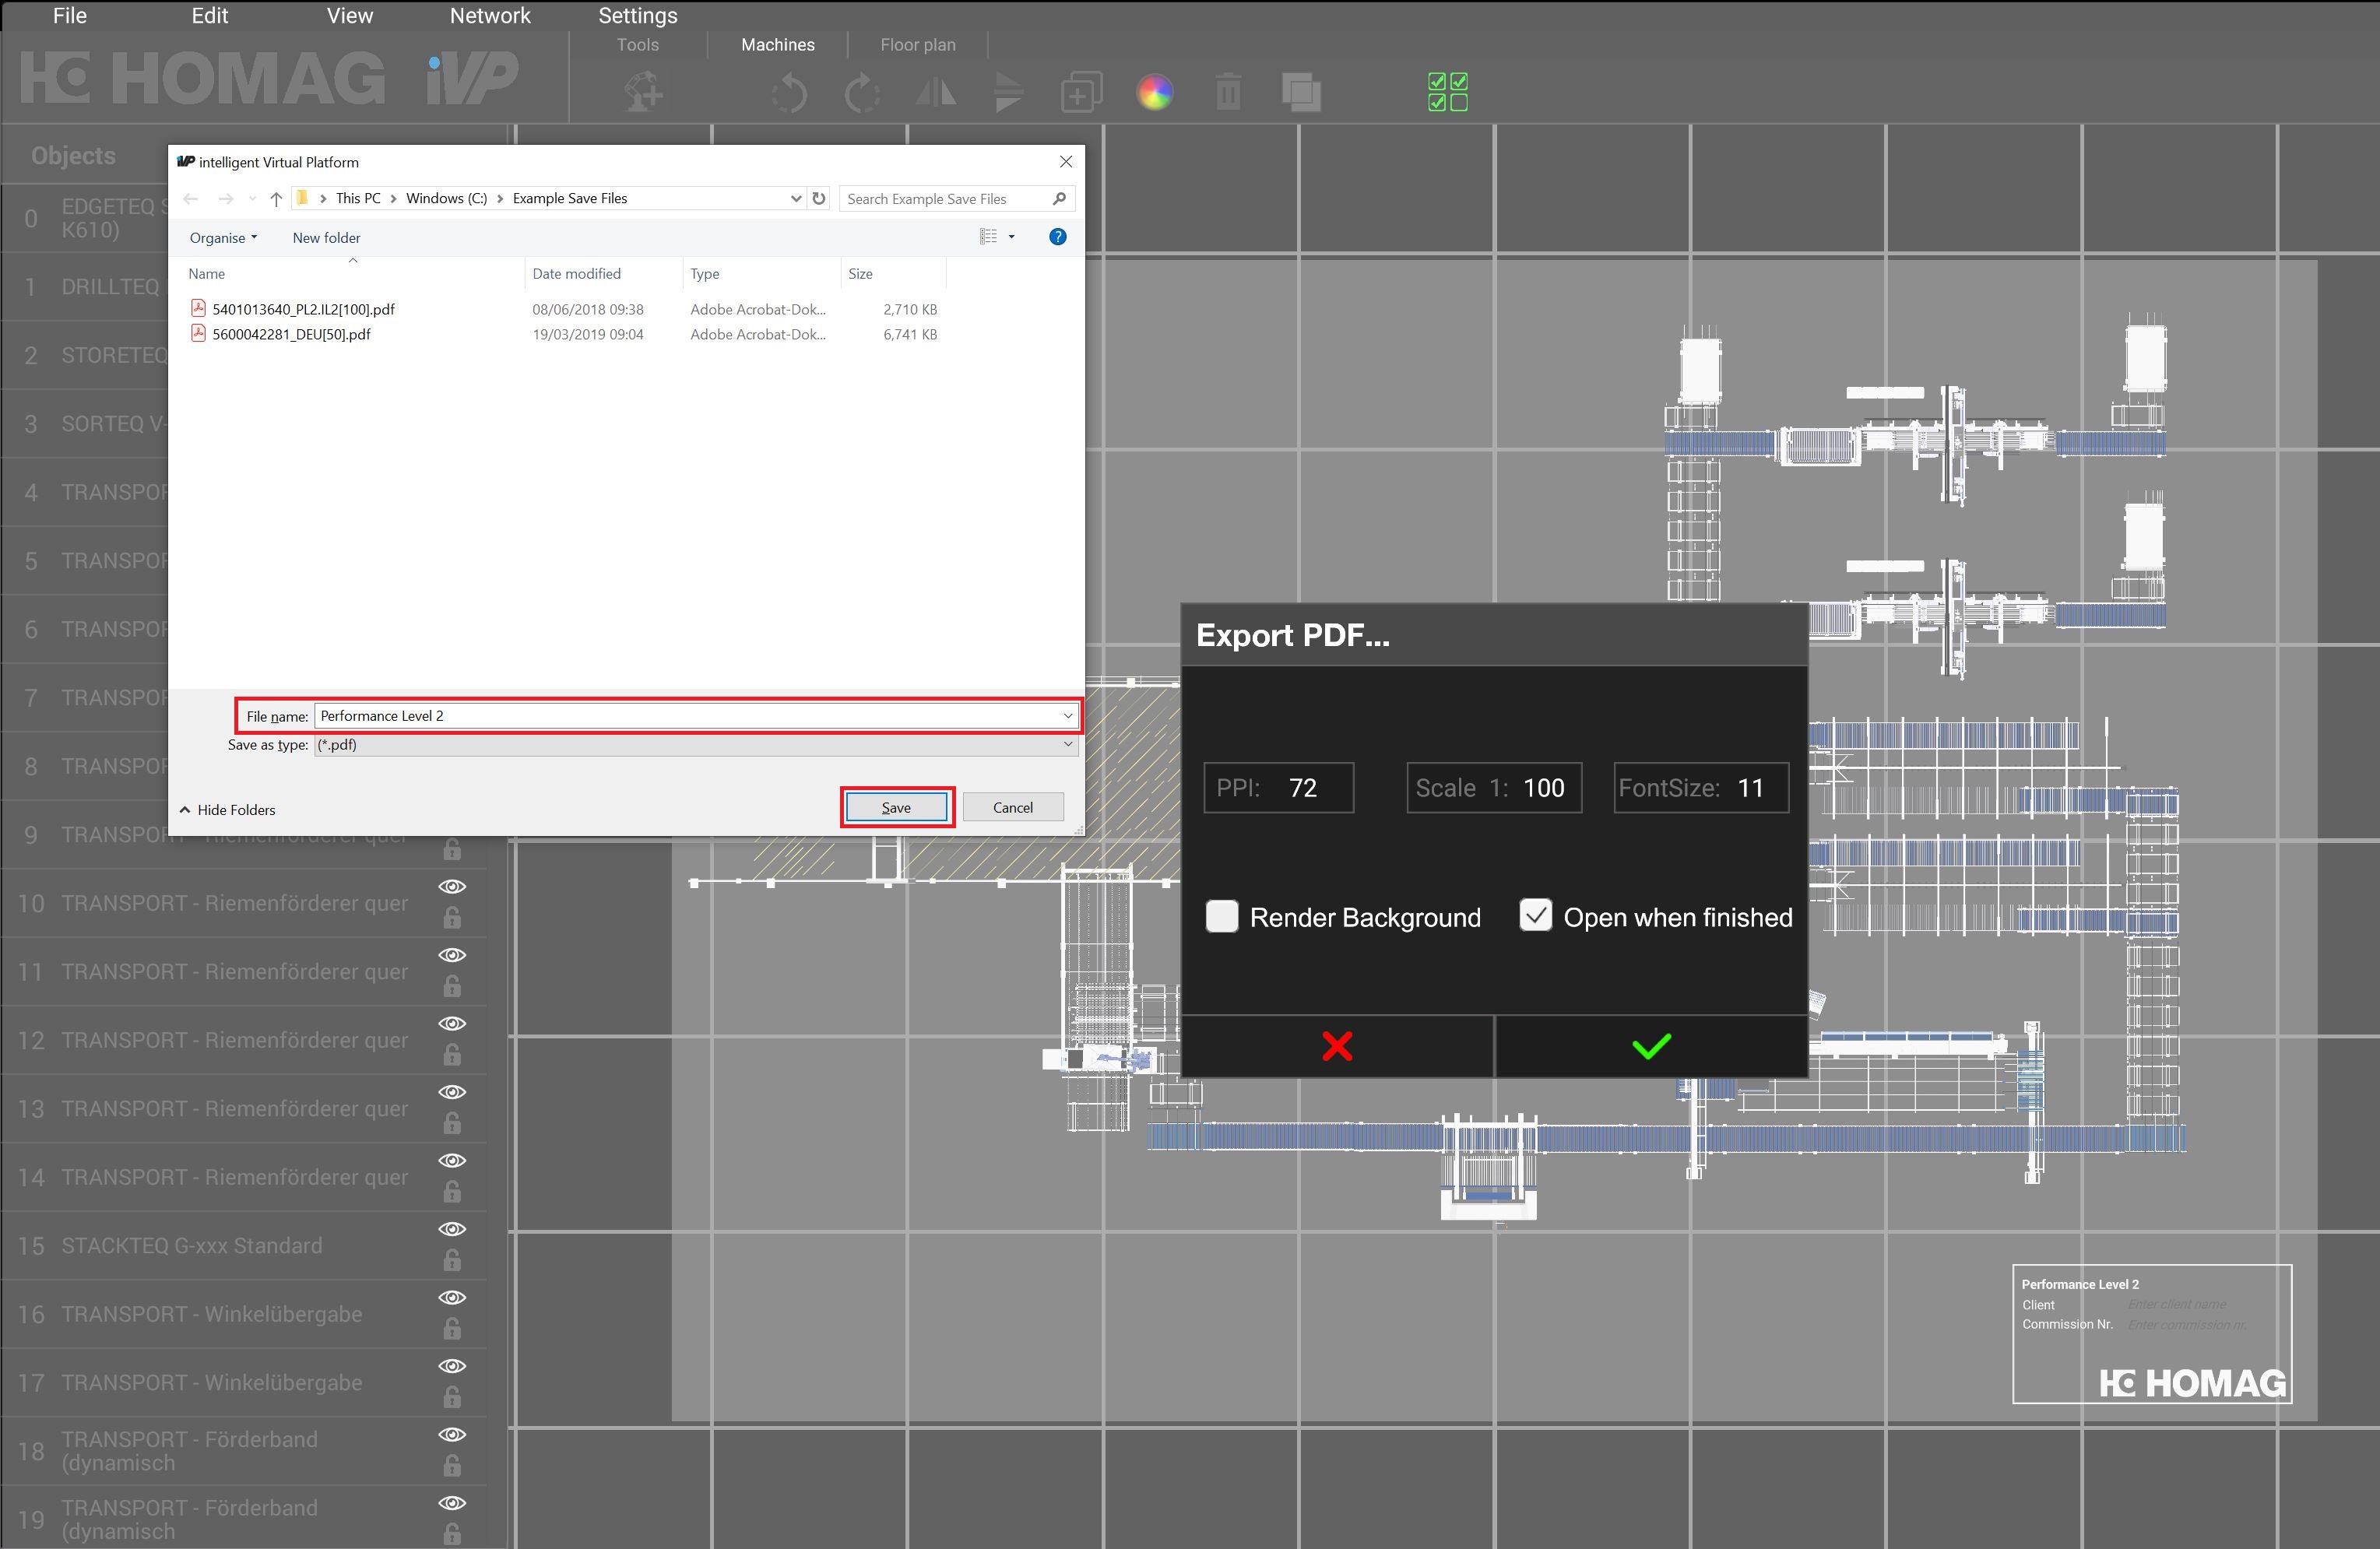 File Edit View Network Settings
Tools Machines Floor plan
HOMAG iVP
Objects
iVP intelligent Virtual Platform
This PC > Windows (C:) > Example Save Files
Search Example Save Files
Organise New folder
?
Name Date modified Type Size
5401013640_PL2.IL2[100].pdf 08/06/2018 09:38 Adobe Acrobat-Dok... 2,710 KB
5600042281_DEU[50].pdf 19/03/2019 09:04 Adobe Acrobat-Dok... 6,741 KB
File name: Performance Level 2
Save as type: (*.pdf)
Hide Folders
Save Cancel
0 EDGETEQ S
K610)
1 DRILLTEQ
2 STORETEQ
3 SORTEQ V-
4 TRANSPOR
5 TRANSPOR
6 TRANSPOR
7 TRANSPOR
8 TRANSPOR
9 TRANSPOR
10 TRANSPORT - Riemenförderer quer
11 TRANSPORT - Riemenförderer quer
12 TRANSPORT - Riemenförderer quer
13 TRANSPORT - Riemenförderer quer
14 TRANSPORT - Riemenförderer quer
15 STACKTEQ G-xxx Standard
16 TRANSPORT - Winkelübergabe
17 TRANSPORT - Winkelübergabe
18 TRANSPORT - Förderband
(dynamisch
19 TRANSPORT - Förderband
(dynamisch
Export PDF...
PPI: 72 Scale 1: 100 FontSize: 11
Render Background Open when finished
Performance Level 2
Client Enter client name
Commission Nr. Enter commission nr.
HOMAG